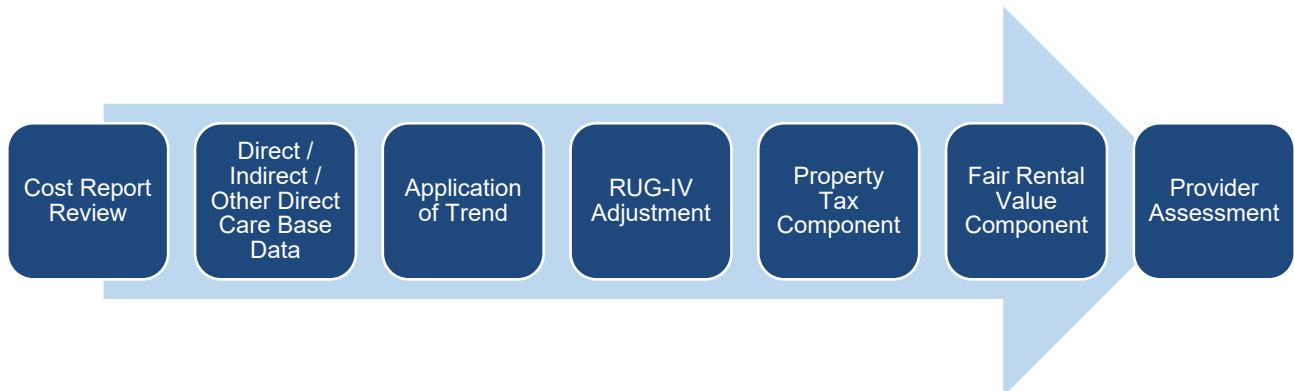 Cost Report
Review
Direct /
Indirect /
Other Direct
Care Base
Data
Application
of Trend
RUG-IV
Adjustment
Property
Tax
Component
Fair Rental
Value
Component
Provider
Assessment